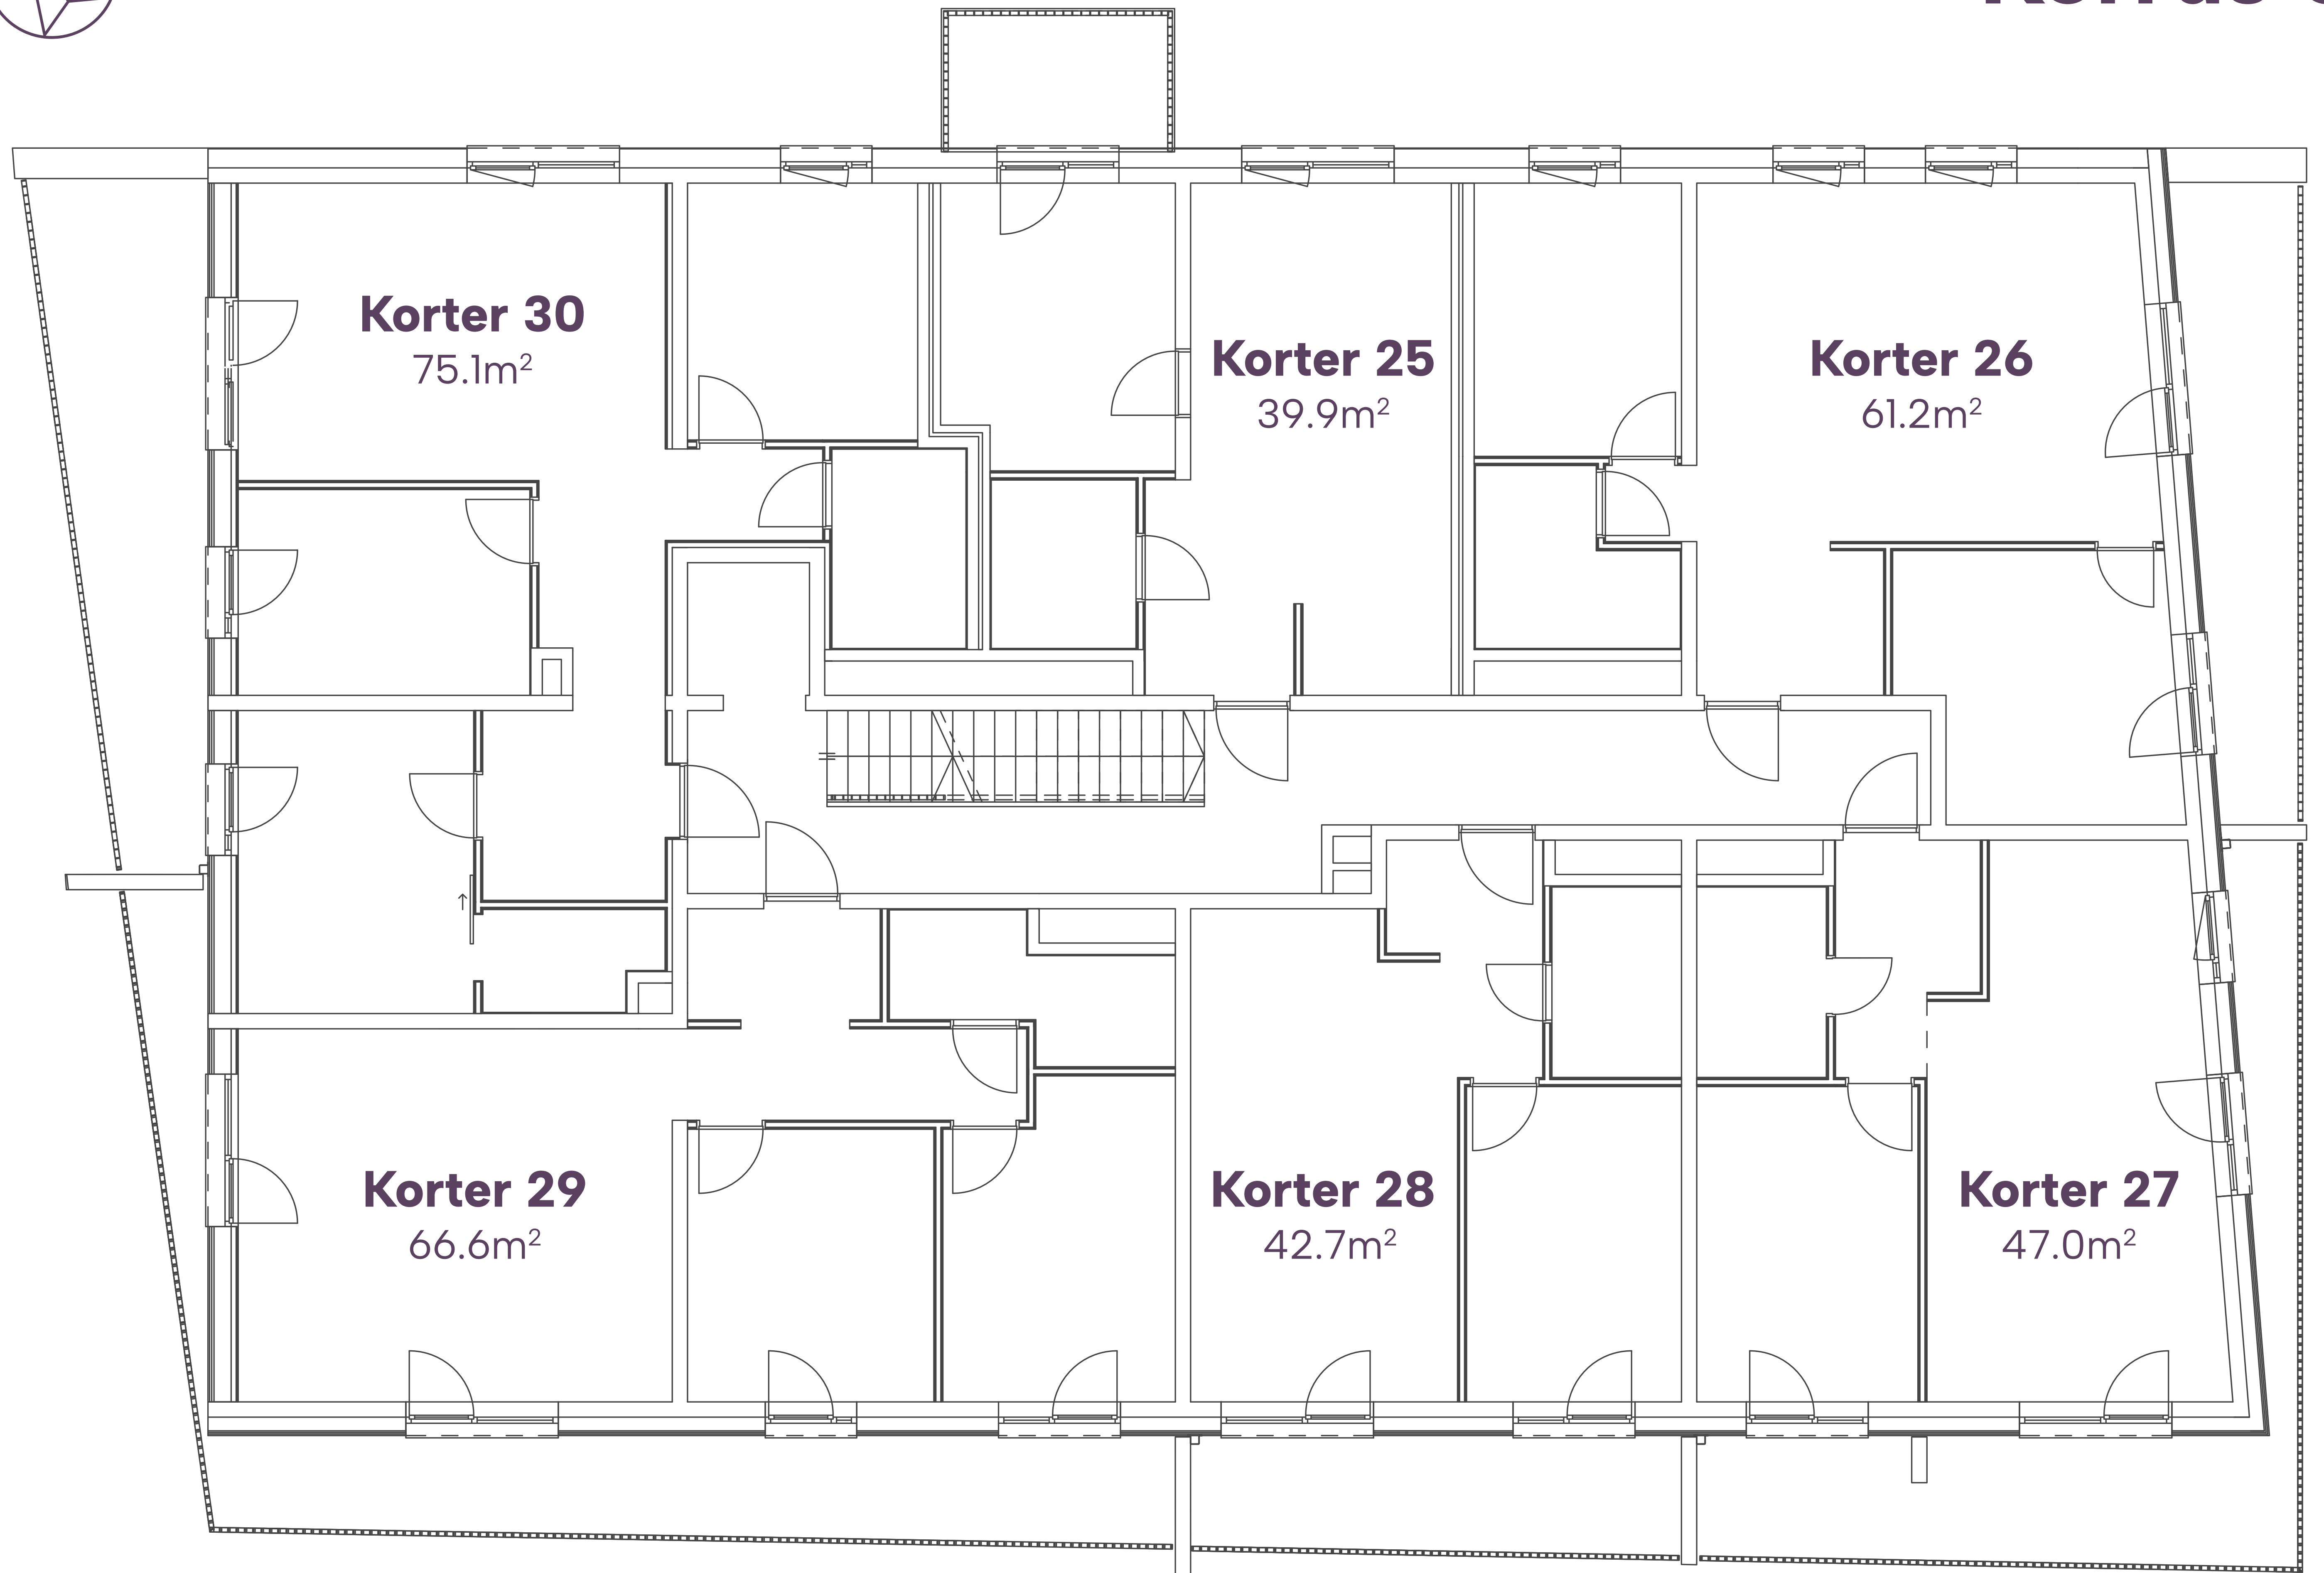 Korter 30
75.1m²
Korter 25
39.9m²
Korter 26
61.2m²
Korter 29
66.6m²
Korter 28
42.7m²
Korter 27
47.0m²